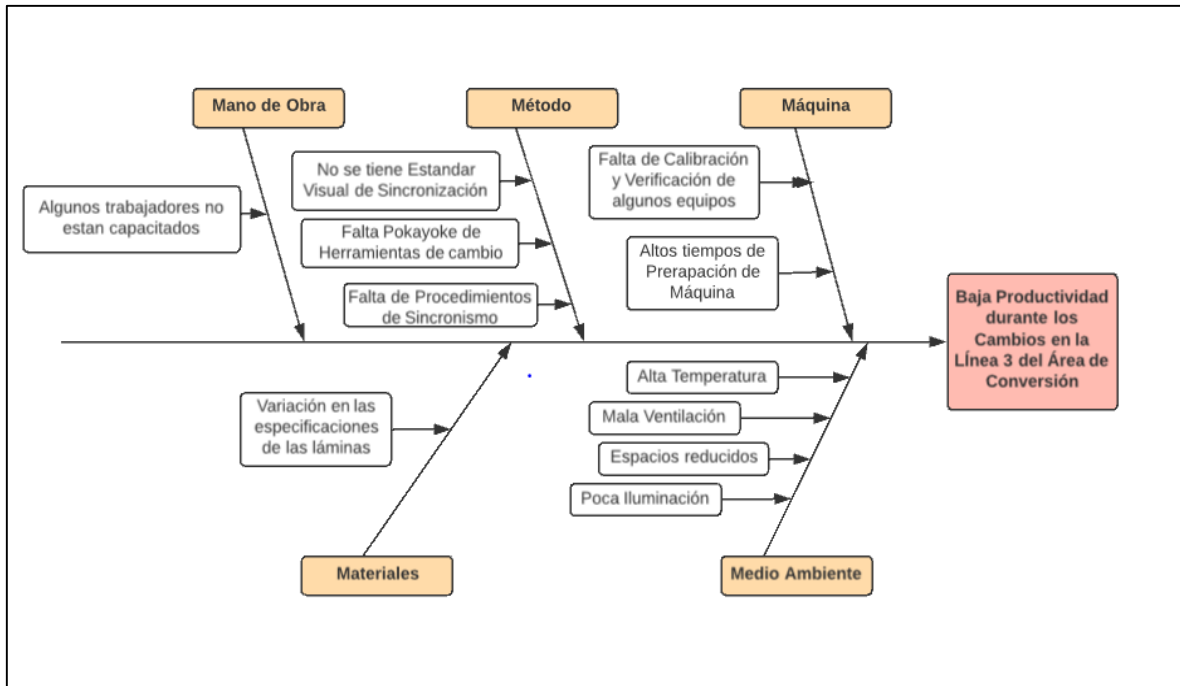 Mano de Obra
Método
Máquina
No se tiene Estandar
Visual de Sincronización
Falta de Calibración
y Verificación de
algunos equipos
Algunos trabajadores no
estan capacitados
Falta Pokayoke de
Herramientas de cambio
Altos tiempos de
Prerapación de
Máquina
Falta de Procedimientos
de Sincronismo
Baja Productividad
durante los
Cambios en la
LÍnea 3 del Área de
Conversión
Variación en las
especificaciones
de las láminas
Alta Temperatura
Mala Ventilación
Espacios reducidos
Poca Iluminación
Materiales
Medio Ambiente